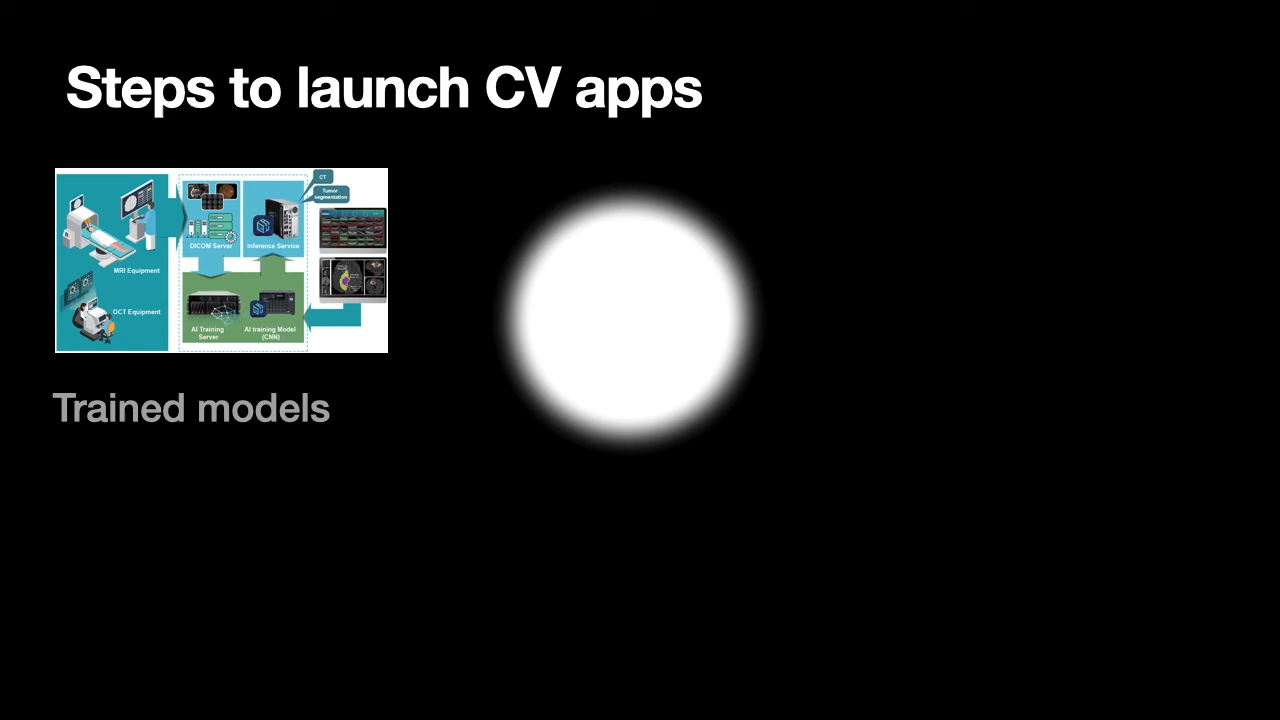 Steps to launch CV apps
CT
Tumor
segmentation
DICOM Server
Inference Service
MRI Equipment
OCT Equipment
AI Training
Server
AI training Model
(CNN)
Trained models